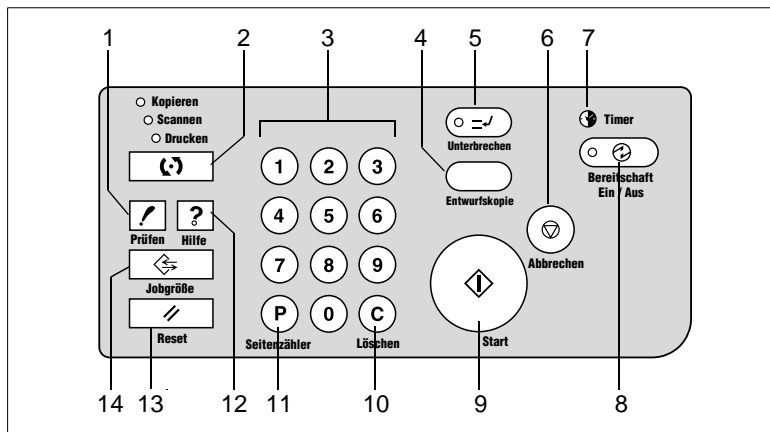 1 2 3 4 5 6 7
Kopieren
Scannen
Drucken
Timer
Unterbrechen
1 2 3
Bereitschaft
Ein / Aus
Entwurfskopie
4 5 6
Prüfen Hilfe
?
Abbrechen
7 8 9
Jobgröße
P 0 C
Reset
Seitenzähler Löschen
Start
14 13 12 11 10 9 8